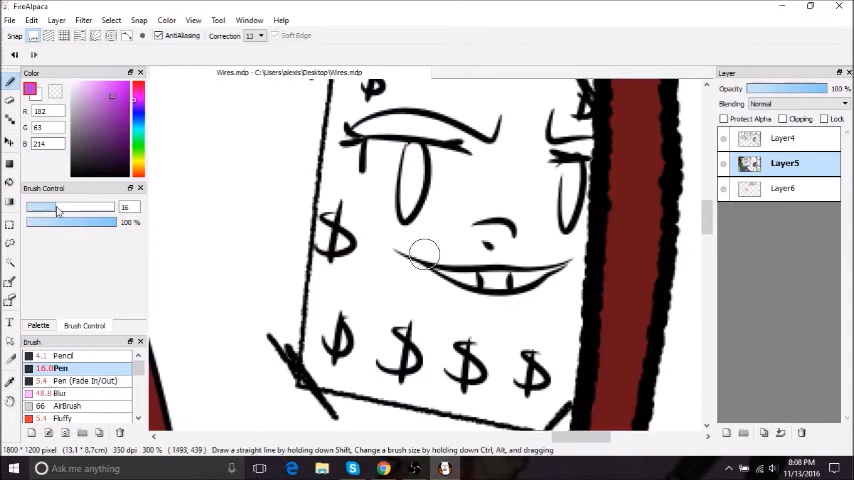 FireAlpaca
File Edit Layer Filter Select Snap Color View Tool Window Help
Snap OFF AntiAliasing Correction 13 Soft Edge
Color
R 182
G 63
B 214
Brush Control
16
100 %
Palette Brush Control
Brush
4.1 Pencil
16.0 Pen
5.4 Pen (Fade In/Out)
48.8 Blur
66 AirBrush
5.4 Fluffy
Wires.mdp - C:\Users\alexis\Desktop\Wires.mdp
$
$
$
$ $ $ $
Layer
Opacity 100 %
Blending Normal
Protect Alpha Clipping Lock
Layer4
Layer5
Layer6
1800 * 1200 pixel (13.1 * 8.7cm) 350 dpi 300 % ( 1493, 439 ) Draw a straight line by holding down Shift, Change a brush size by holding down Ctrl, Alt, and dragging
Ask me anything
8:08 PM
11/13/2016